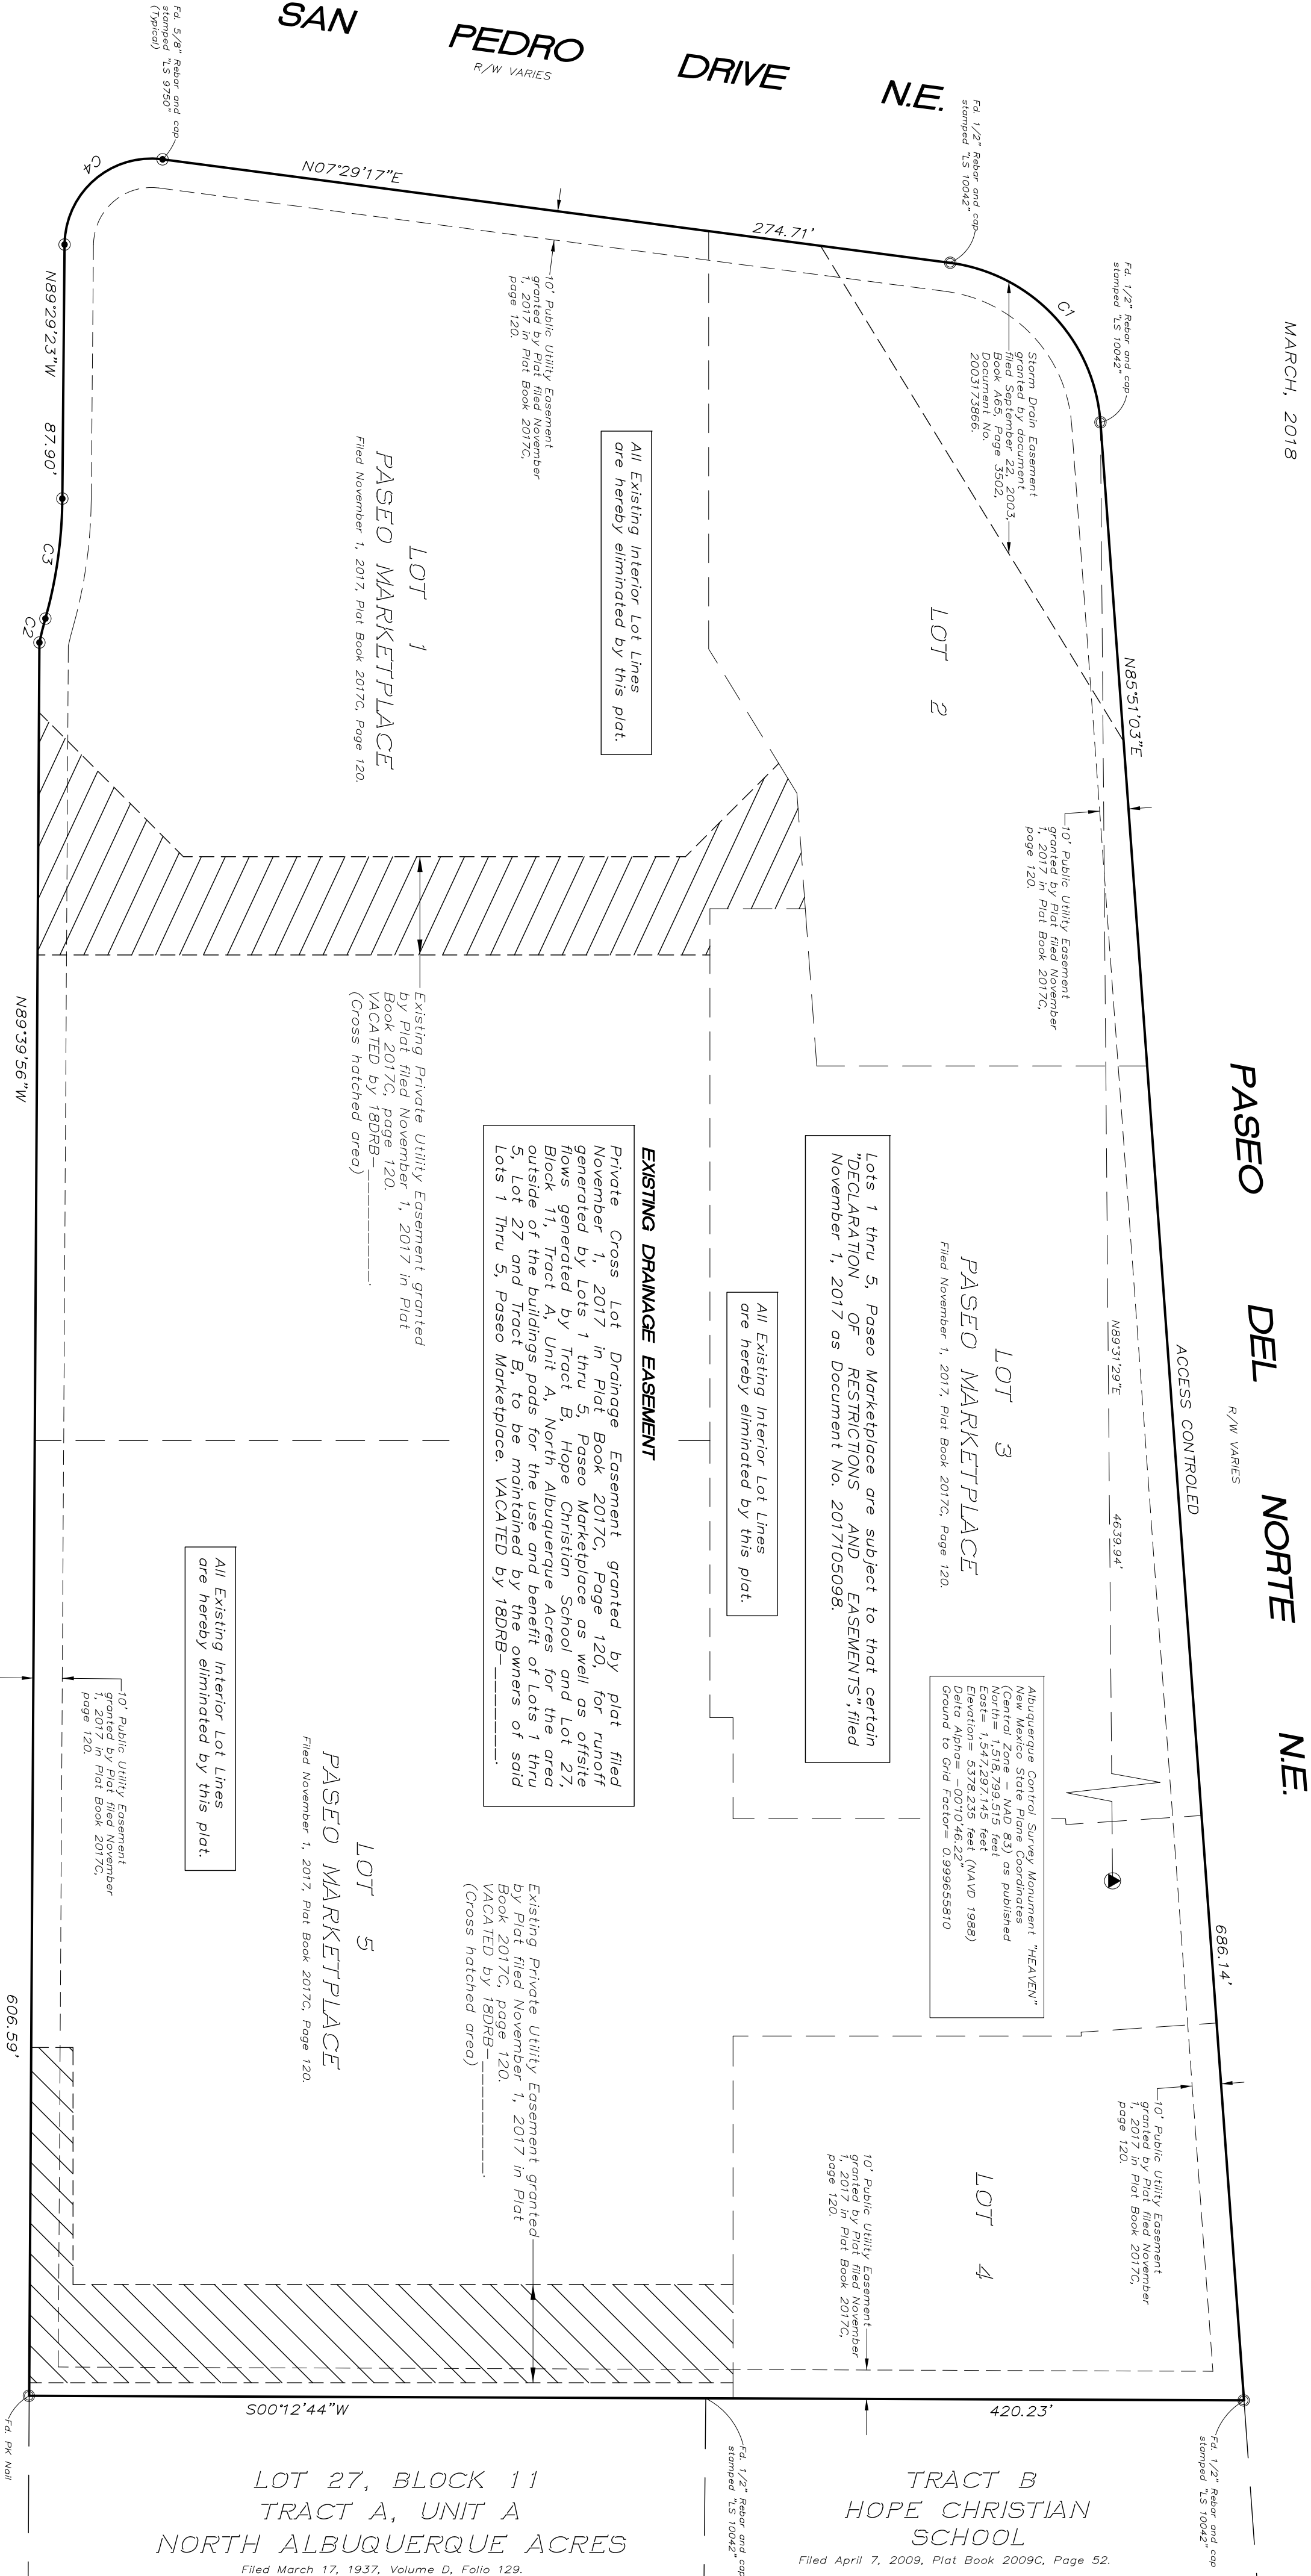 MARCH, 2018
PASEO DEL NORTE N.E.
R/W VARIES
SAN PEDRO DRIVE N.E.
R/W VARIES
Fd. 1/2" Rebar and cap
stamped "LS 10042"
Fd. 1/2" Rebar and cap
stamped "LS 10042"
Fd. 5/8" Rebar and cap
stamped "LS 9750"
(Typical)
C1
N85°51'03"E
ACCESS CONTROLED
686.14'
N89°31'29"E
4639.94'
N07°29'17"E
274.71'
C4
N89°29'23"W
87.90'
C3
C2
N89°39'56"W
606.59'
S00°12'44"W
420.23'
Storm Drain Easement
granted by document
filed September 22, 2003,
Book A65, Page 3502,
Document No.
2003173866.
LOT 2
10' Public Utility Easement
granted by Plat filed November
1, 2017 in Plat Book 2017C,
page 120.
10' Public Utility Easement
granted by Plat filed November
1, 2017 in Plat Book 2017C,
page 120.
All Existing Interior Lot Lines
are hereby eliminated by this plat.
LOT 1
PASEO MARKETPLACE
Filed November 1, 2017, Plat Book 2017C, Page 120.
LOT 3
PASEO MARKETPLACE
Filed November 1, 2017, Plat Book 2017C, Page 120.
Lots 1 thru 5, Paseo Marketplace are subject to that certain
"DECLARATION OF RESTRICTIONS AND EASEMENTS", filed
November 1, 2017 as Document No. 2017105098.
All Existing Interior Lot Lines
are hereby eliminated by this plat.
EXISTING DRAINAGE EASEMENT
Private Cross Lot Drainage Easement granted by plat filed
November 1, 2017 in Plat Book 2017C, Page 120, for runoff
generated by Lots 1 thru 5, Paseo Marketplace as well as offsite
flows generated by Tract B, Hope Christian School and Lot 27,
Block 11, Tract A, Unit A, North Albuquerque Acres for the area
outside of the buildings pads for the use and benefit of Lots 1 thru
5, Lot 27 and Tract B, to be maintained by the owners of said
Lots 1 Thru 5, Paseo Marketplace. VACATED by 18DRB-________.
Existing Private Utility Easement granted
by Plat filed November 1, 2017 in Plat
Book 2017C, page 120.
VACATED by 18DRB-________.
(Cross hatched area)
Albuquerque Control Survey Monument "HEAVEN"
New Mexico State Plane Coordinates
(Central Zone - NAD 83) as published
North= 1,518,799.515 feet
East= 1,547,297.145 feet
Elevation= 5378.235 feet (NAVD 1988)
Delta Alpha= -00°10'46.22"
Ground to Grid Factor= 0.999655810
10' Public Utility Easement
granted by Plat filed November
1, 2017 in Plat Book 2017C,
page 120.
LOT 4
10' Public Utility Easement
granted by Plat filed November
1, 2017 in Plat Book 2017C,
page 120.
Existing Private Utility Easement granted
by Plat filed November 1, 2017 in Plat
Book 2017C, page 120.
VACATED by 18DRB-________.
(Cross hatched area)
LOT 5
PASEO MARKETPLACE
Filed November 1, 2017, Plat Book 2017C, Page 120.
All Existing Interior Lot Lines
are hereby eliminated by this plat.
10' Public Utility Easement
granted by Plat filed November
1, 2017 in Plat Book 2017C,
page 120.
Fd. 1/2" Rebar and cap
stamped "LS 10042"
Fd. 1/2" Rebar and cap
stamped "LS 10042"
Fd. PK Nail
LOT 27, BLOCK 11
TRACT A, UNIT A
NORTH ALBUQUERQUE ACRES
Filed March 17, 1937, Volume D, Folio 129.
TRACT B
HOPE CHRISTIAN
SCHOOL
Filed April 7, 2009, Plat Book 2009C, Page 52.